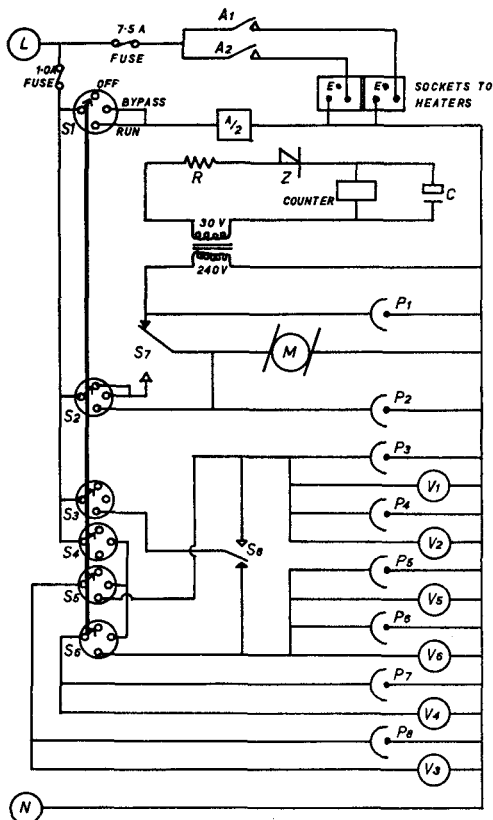 L
7·5 A
FUSE
A1
A2
1·0A
FUSE
OFF
BYPASS
RUN
S1
A/2
E
E
SOCKETS TO
HEATERS
R
Z
COUNTER
C
30 V
240V
P1
S7
M
S2
P2
P3
V1
S3
P4
S8
V2
S4
P5
S5
V5
P6
S6
V6
P7
V4
P8
V3
N